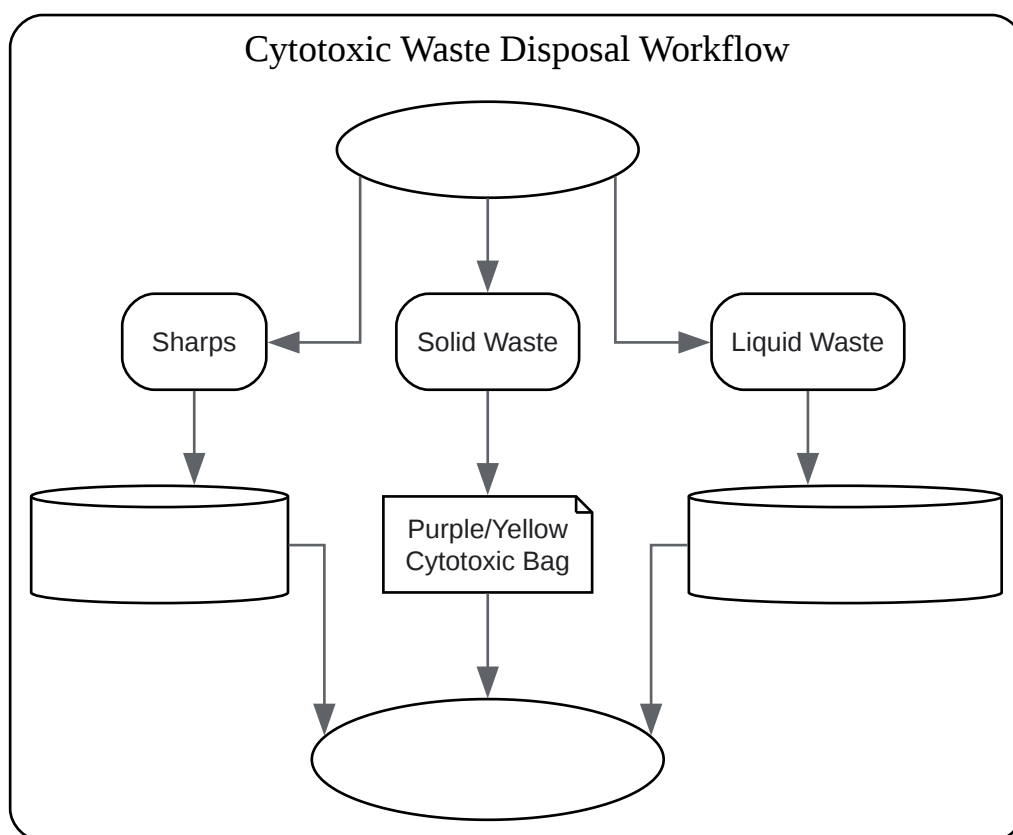 Cytotoxic Waste Disposal Workflow
Sharps
Solid Waste
Liquid Waste
Purple/Yellow
Cytotoxic Bag